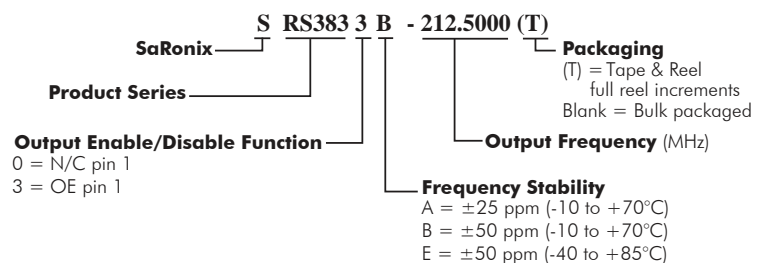 S RS383 3 B - 212.5000 (T)
SaRonix
Product Series
Output Enable/Disable Function
0 = N/C pin 1
3 = OE pin 1
Packaging
(T) = Tape & Reel
full reel increments
Blank = Bulk packaged
Output Frequency (MHz)
Frequency Stability
A = ±25 ppm (-10 to +70°C)
B = ±50 ppm (-10 to +70°C)
E = ±50 ppm (-40 to +85°C)